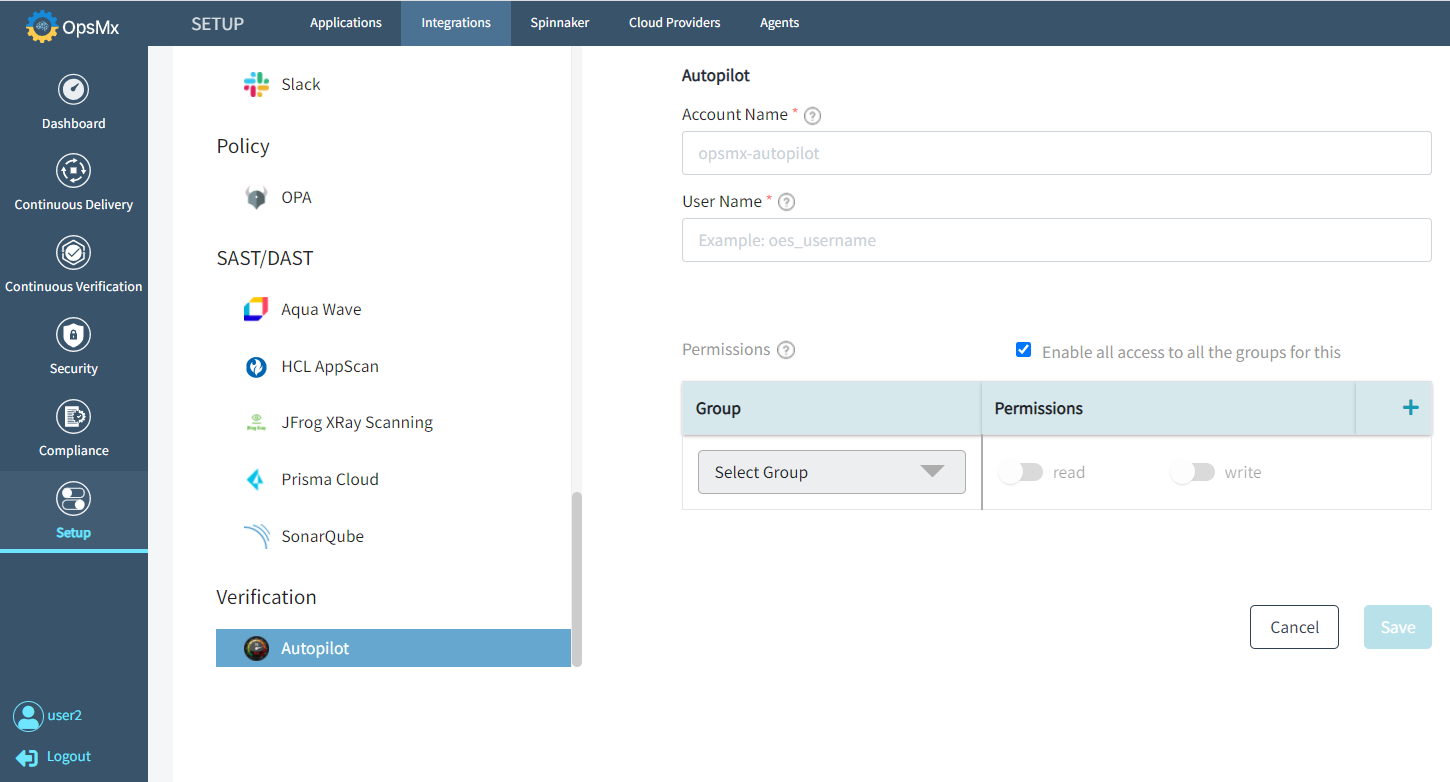 OpsMx
SETUP
Applications
Integrations
Spinnaker
Cloud Providers
Agents
Dashboard
Continuous Delivery
Continuous Verification
Security
Compliance
Setup
user2
Logout
Slack
Policy
OPA
SAST/DAST
Aqua Wave
HCL AppScan
JFrog XRay Scanning
Prisma Cloud
SonarQube
Verification
Autopilot
Autopilot
Account Name * ?
opsmx-autopilot
User Name * ?
Example: oes_username
Permissions ?
Enable all access to all the groups for this
Group
Permissions
+
Select Group
read
write
Cancel
Save